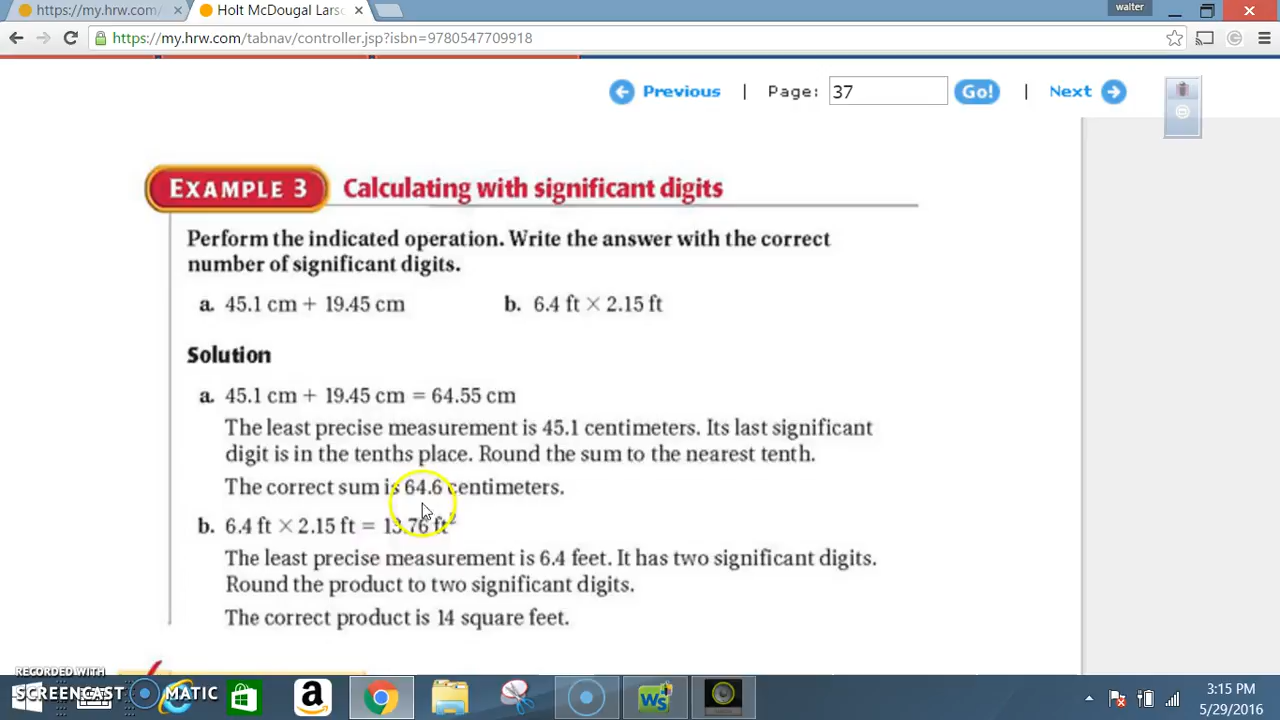 https://my.hrw.com/tabnav/ ×
Holt McDougal Lars ×
walter
https://my.hrw.com/tabnav/controller.jsp?isbn=9780547709918
Previous | Page: 37 Go! | Next
EXAMPLE 3 Calculating with significant digits
Perform the indicated operation. Write the answer with the correct
number of significant digits.
a. 45.1 cm + 19.45 cm b. 6.4 ft × 2.15 ft
Solution
a. 45.1 cm + 19.45 cm = 64.55 cm
The least precise measurement is 45.1 centimeters. Its last significant
digit is in the tenths place. Round the sum to the nearest tenth.
The correct sum is 64.6 centimeters.
b. 6.4 ft × 2.15 ft = 13.76 ft²
The least precise measurement is 6.4 feet. It has two significant digits.
Round the product to two significant digits.
The correct product is 14 square feet.
RECORDED WITH
SCREENCAST MATIC
a
WS
3:15 PM
5/29/2016